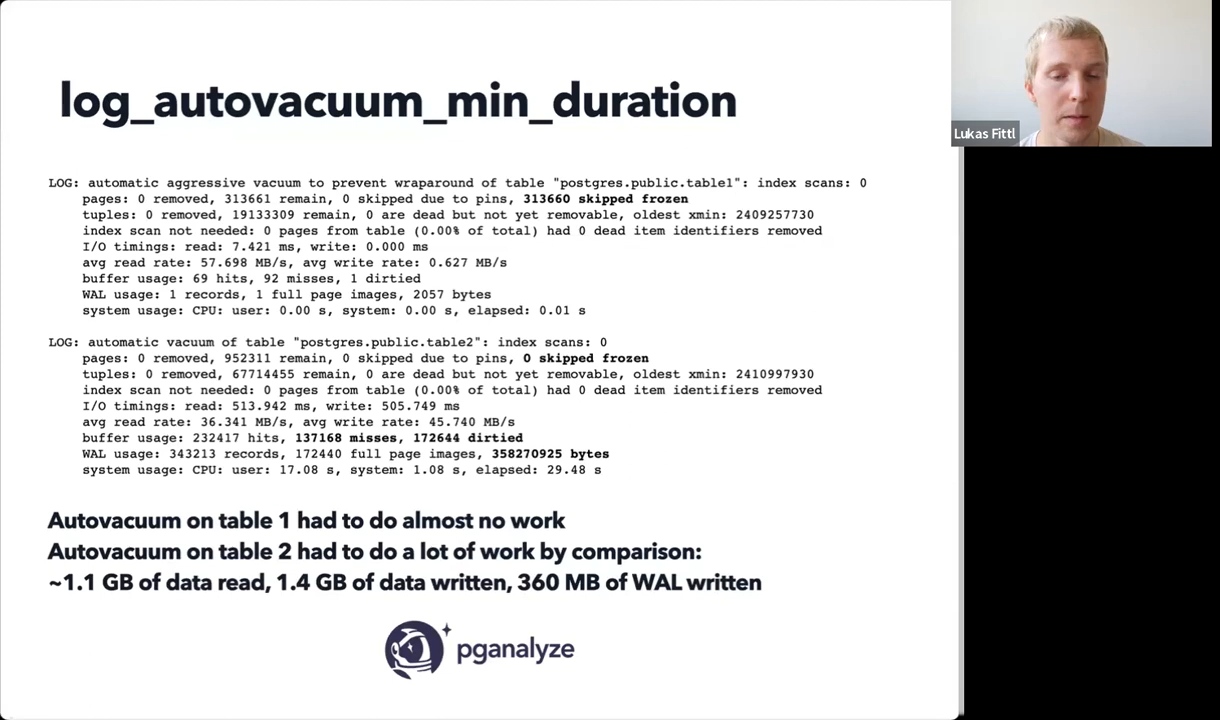 log_autovacuum_min_duration
Lukas Fittl
LOG: automatic aggressive vacuum to prevent wraparound of table "postgres.public.table1": index scans: 0
pages: 0 removed, 313661 remain, 0 skipped due to pins, 313660 skipped frozen
tuples: 0 removed, 19133309 remain, 0 are dead but not yet removable, oldest xmin: 2409257730
index scan not needed: 0 pages from table (0.00% of total) had 0 dead item identifiers removed
I/O timings: read: 7.421 ms, write: 0.000 ms
avg read rate: 57.698 MB/s, avg write rate: 0.627 MB/s
buffer usage: 69 hits, 92 misses, 1 dirtied
WAL usage: 1 records, 1 full page images, 2057 bytes
system usage: CPU: user: 0.00 s, system: 0.00 s, elapsed: 0.01 s
LOG: automatic vacuum of table "postgres.public.table2": index scans: 0
pages: 0 removed, 952311 remain, 0 skipped due to pins, 0 skipped frozen
tuples: 0 removed, 67714455 remain, 0 are dead but not yet removable, oldest xmin: 2410997930
index scan not needed: 0 pages from table (0.00% of total) had 0 dead item identifiers removed
I/O timings: read: 513.942 ms, write: 505.749 ms
avg read rate: 36.341 MB/s, avg write rate: 45.740 MB/s
buffer usage: 232417 hits, 137168 misses, 172644 dirtied
WAL usage: 343213 records, 172440 full page images, 358270925 bytes
system usage: CPU: user: 17.08 s, system: 1.08 s, elapsed: 29.48 s
Autovacuum on table 1 had to do almost no work
Autovacuum on table 2 had to do a lot of work by comparison:
~1.1 GB of data read, 1.4 GB of data written, 360 MB of WAL written
pganalyze